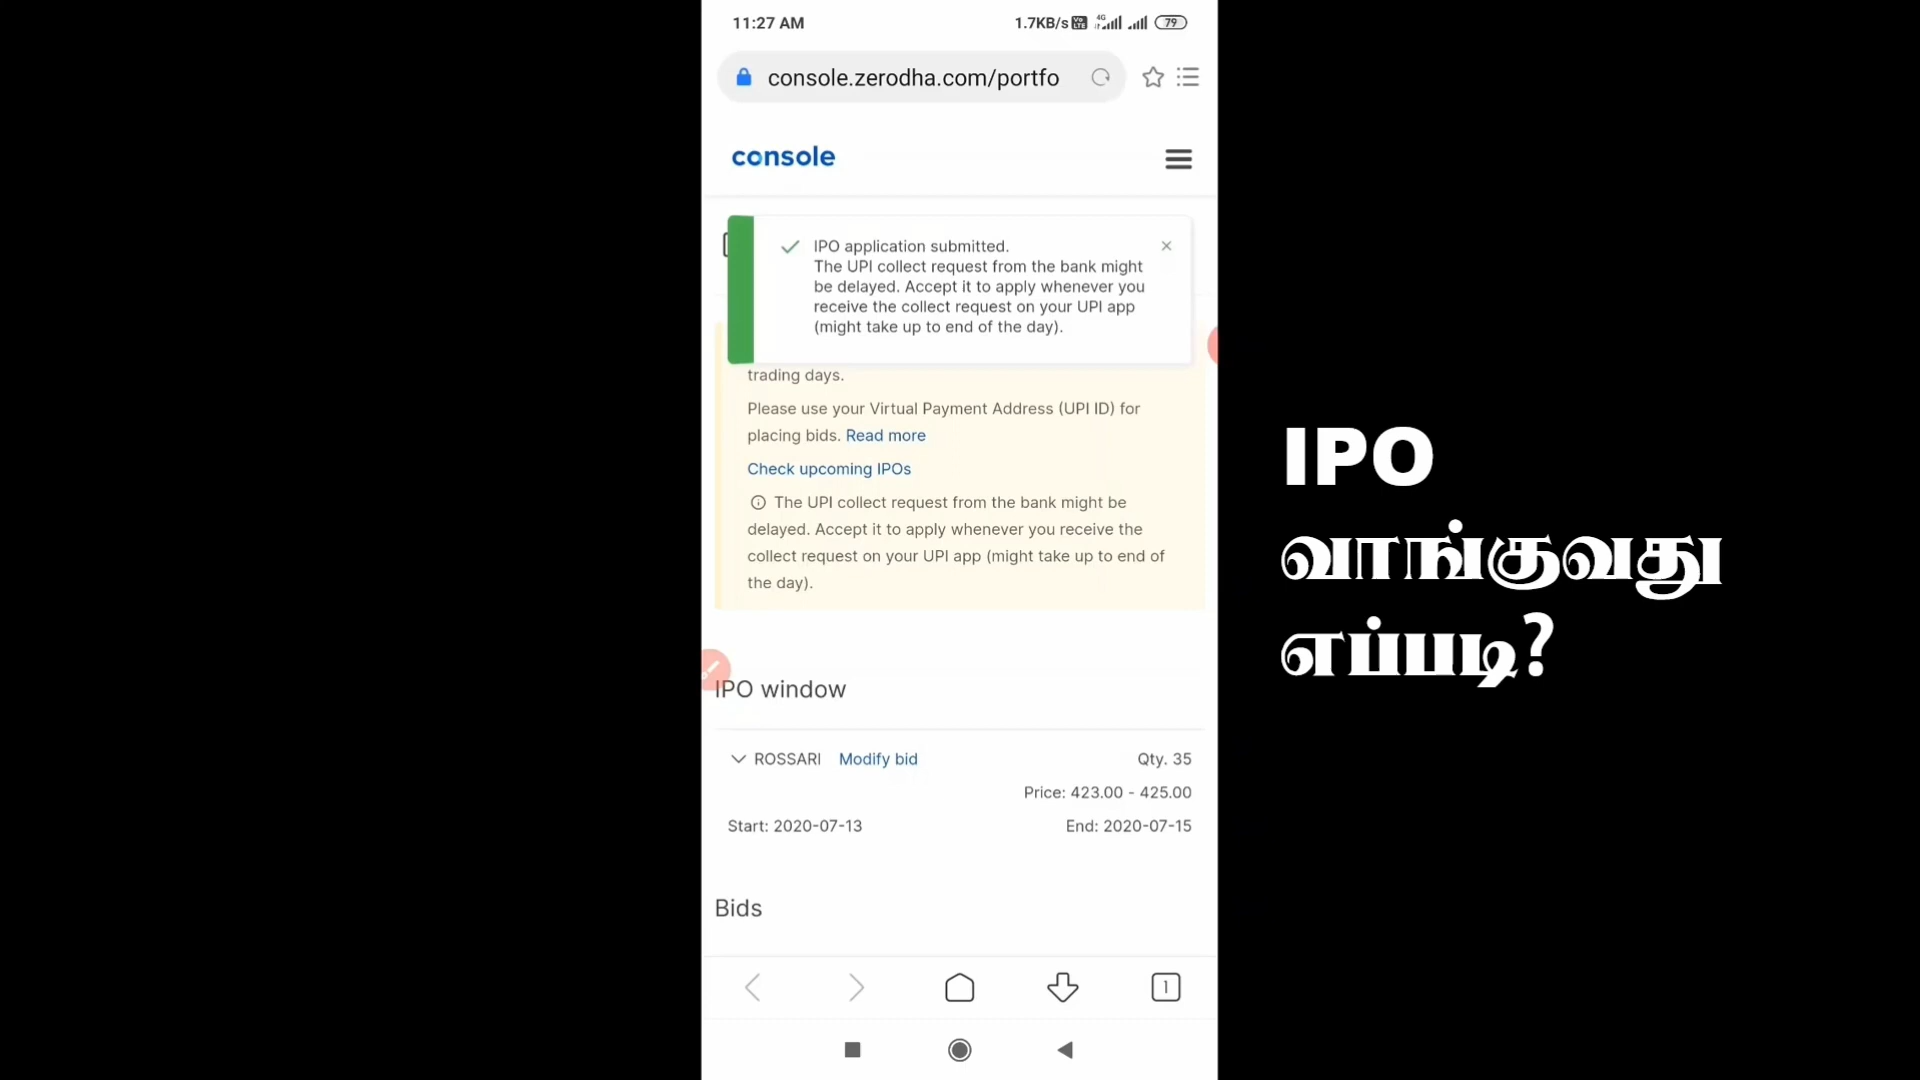 11:27 AM
1.7KB/s
4G
79
console.zerodha.com/portfo
console
IPO application submitted.
The UPI collect request from the bank might
be delayed. Accept it to apply whenever you
receive the collect request on your UPI app
(might take up to end of the day).
trading days.
Please use your Virtual Payment Address (UPI ID) for
placing bids. Read more
Check upcoming IPOs
The UPI collect request from the bank might be
delayed. Accept it to apply whenever you receive the
collect request on your UPI app (might take up to end of
the day).
IPO window
ROSSARI Modify bid Qty. 35
Price: 423.00 - 425.00
Start: 2020-07-13 End: 2020-07-15
Bids
1
IPO
வாங்குவது
எப்படி?